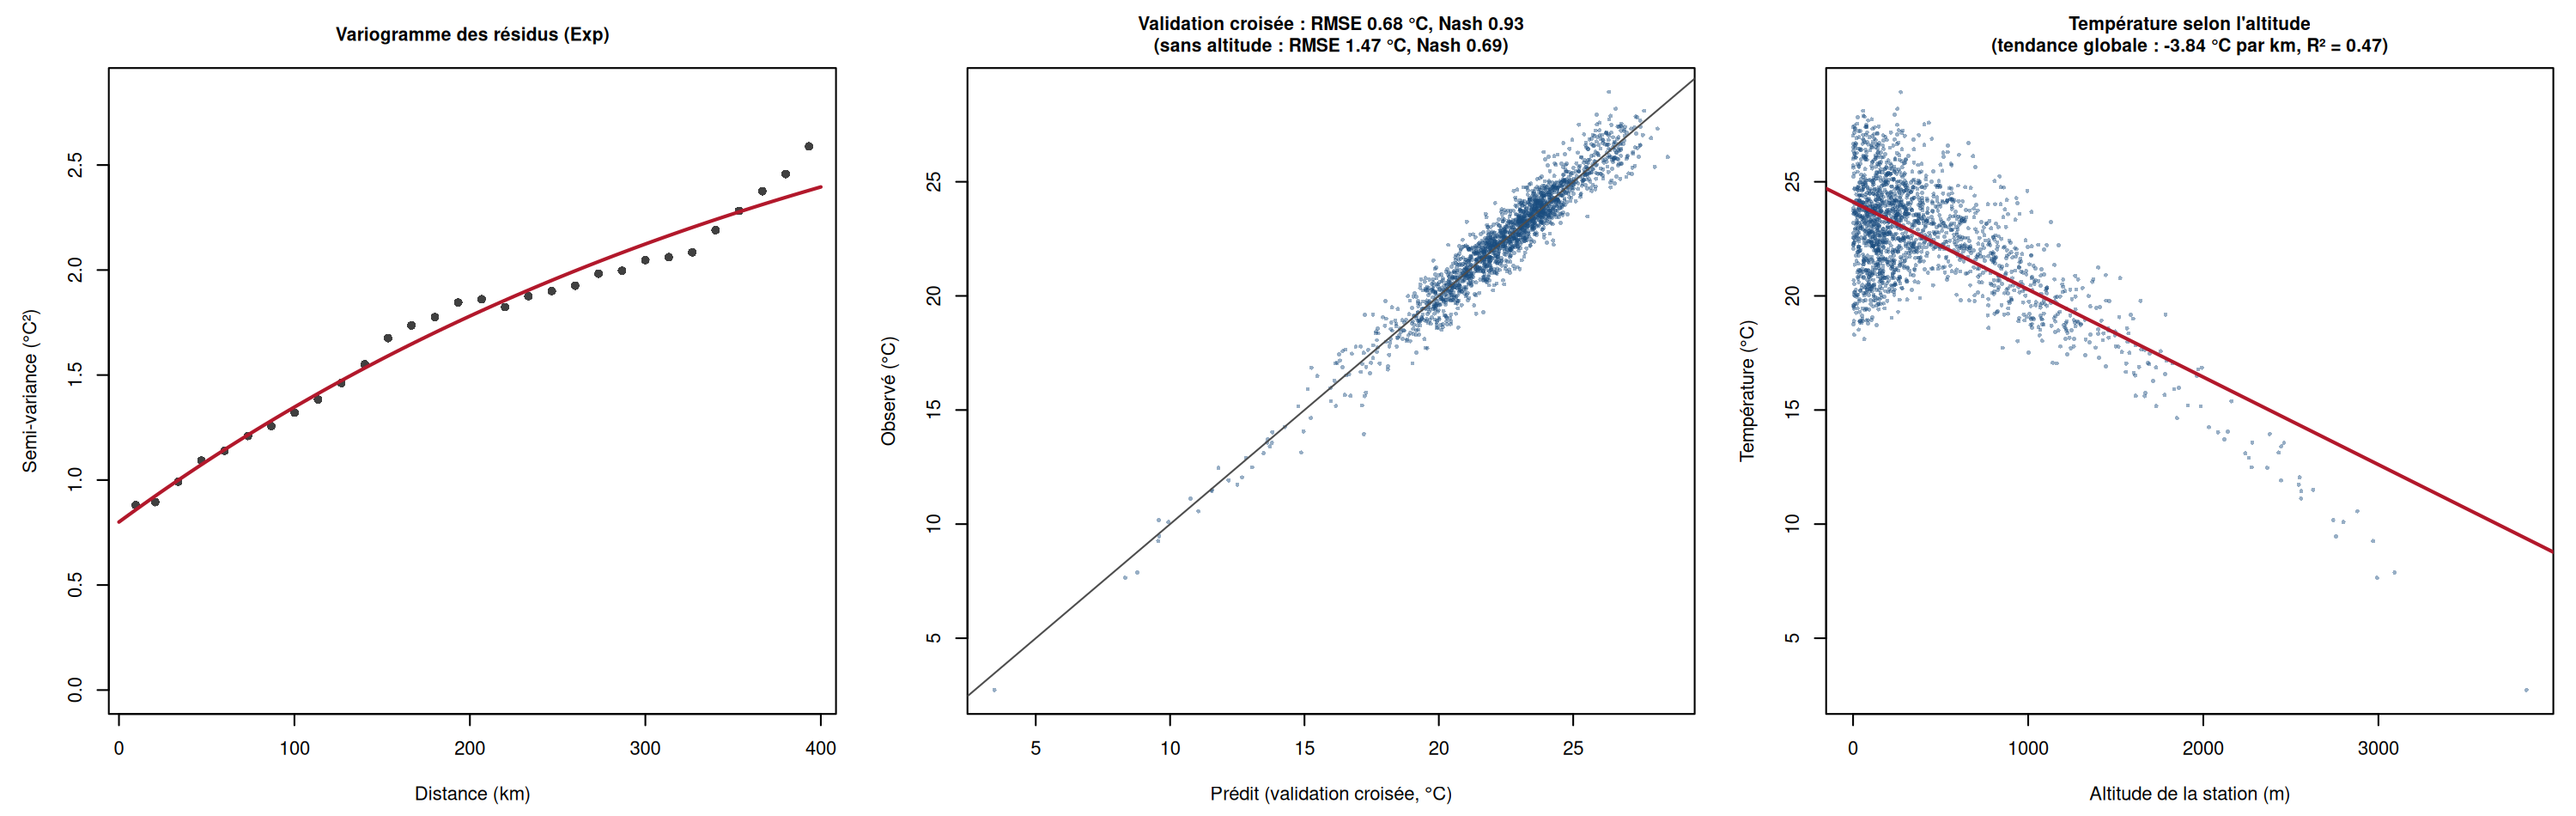 Variogramme des résidus (Exp)
Semi-variance (°C²)
2.5
2.0
1.5
1.0
0.5
0.0
0 100 200 300 400
Distance (km)
Validation croisée : RMSE 0.68 °C, Nash 0.93
(sans altitude : RMSE 1.47 °C, Nash 0.69)
Observé (°C)
25
20
15
10
5
5 10 15 20 25
Prédit (validation croisée, °C)
Température selon l'altitude
(tendance globale : -3.84 °C par km, R² = 0.47)
Température (°C)
25
20
15
10
5
0 1000 2000 3000
Altitude de la station (m)